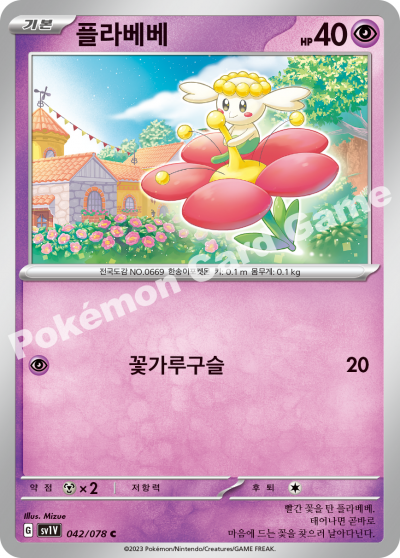 기본
플라베베
HP 40
전국도감 NO.0669 한송이포켓몬 키: 0.1 m 몸무게: 0.1 kg
Pokémon Card Game
꽃가루구슬 20
약 점 ×2 저항력 후 퇴
Illus. Mizue
G sv1V 042/078 C
빨간 꽃을 탄 플라베베.
태어나면 곧바로
마음에 드는 꽃을 찾으러 날아다닌다.
©2023 Pokémon/Nintendo/Creatures/GAME FREAK.